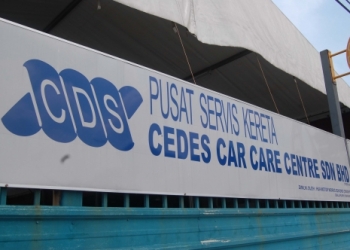 CDS
PUSAT SERVIS KERETA
CEDES CAR CARE CENTRE SDN BHD